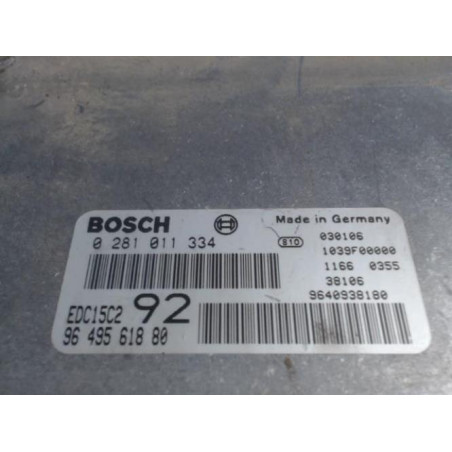 BOSCH
Made in Germany
0 281 011 334
810
030106
1039F00000
1166 0355
38106
9640938180
EDC15C2 92
96 495 618 80